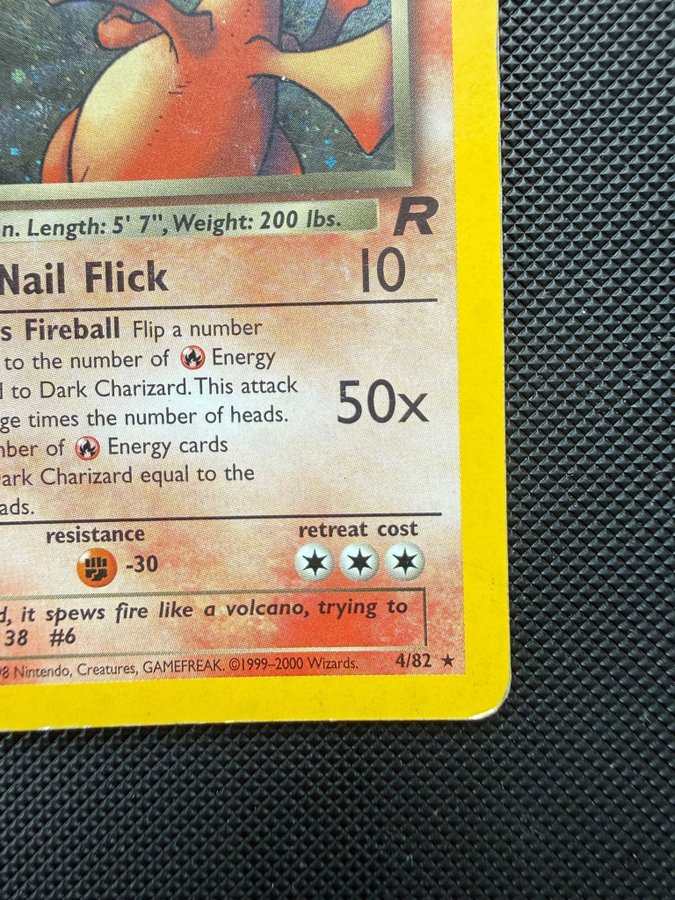 n. Length: 5' 7", Weight: 200 lbs.
R
Nail Flick 10
s Fireball Flip a number
to the number of Energy
to Dark Charizard. This attack
ge times the number of heads.
50x
ber of Energy cards
ark Charizard equal to the
ads.
resistance retreat cost
-30
d, it spews fire like a volcano, trying to
38 #6
8 Nintendo, Creatures, GAMEFREAK. ©1999–2000 Wizards. 4/82 ★